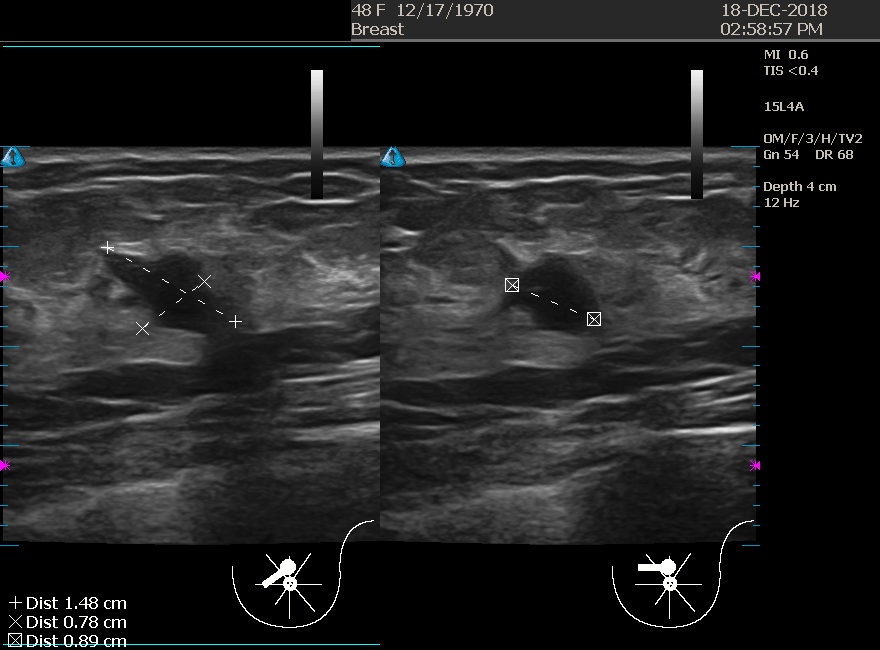 48 F 12/17/1970
18-DEC-2018
Breast
02:58:57 PM
MI 0.6
TIS <0.4
15L4A
OM/F/3/H/TV2
Gn 54 DR 68
Depth 4 cm
12 Hz
Dist 1.48 cm
Dist 0.78 cm
Dist 0.89 cm